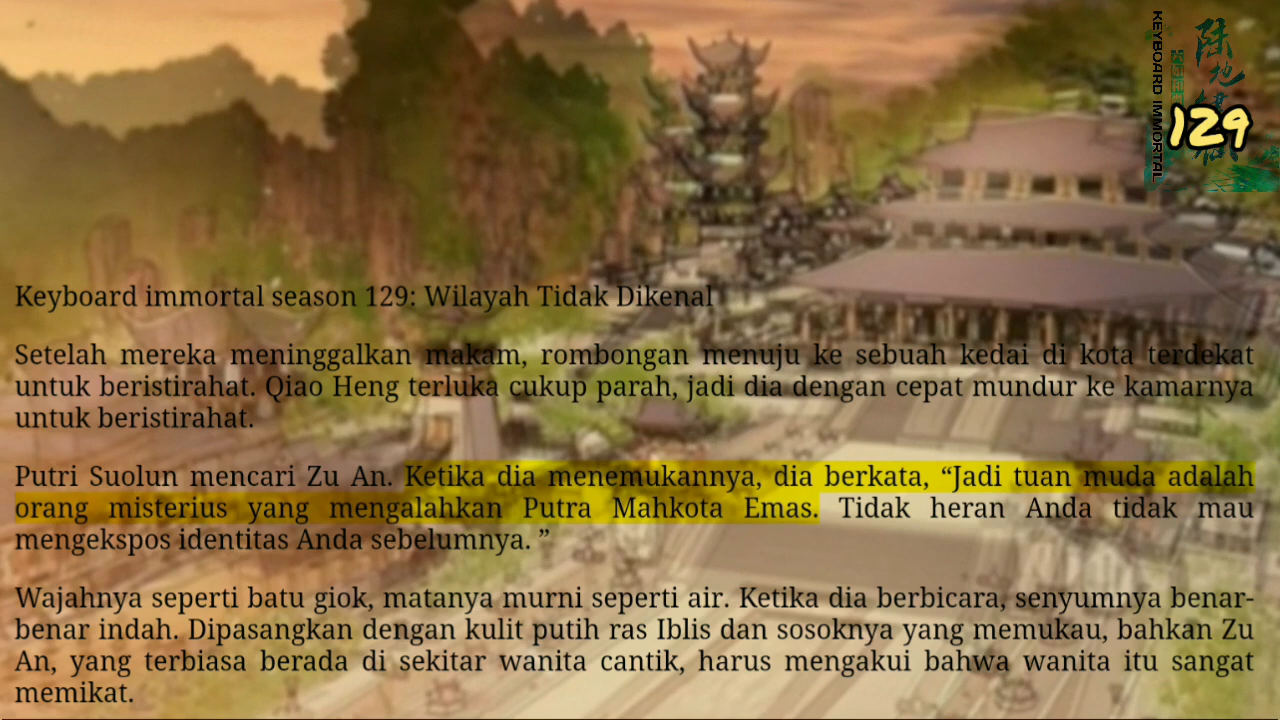 KEYBOARD IMMORTAL
129
Keyboard immortal season 129: Wilayah Tidak Dikenal
Setelah mereka meninggalkan makam, rombongan menuju ke sebuah kedai di kota terdekat
untuk beristirahat. Qiao Heng terluka cukup parah, jadi dia dengan cepat mundur ke kamarnya
untuk beristirahat.
Putri Suolun mencari Zu An. Ketika dia menemukannya, dia berkata, “Jadi tuan muda adalah
orang misterius yang mengalahkan Putra Mahkota Emas. Tidak heran Anda tidak mau
mengekspos identitas Anda sebelumnya. ”
Wajahnya seperti batu giok, matanya murni seperti air. Ketika dia berbicara, senyumnya benar-
benar indah. Dipasangkan dengan kulit putih ras Iblis dan sosoknya yang memukau, bahkan Zu
An, yang terbiasa berada di sekitar wanita cantik, harus mengakui bahwa wanita itu sangat
memikat.